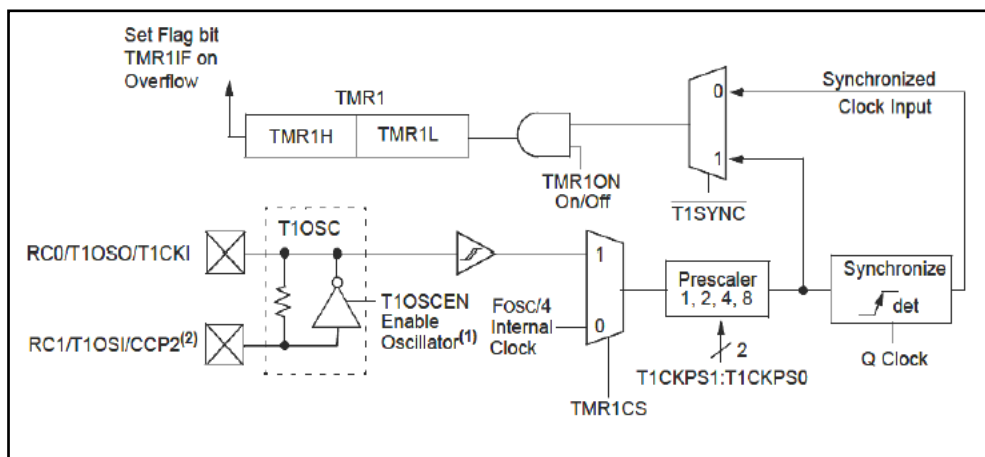 Set Flag bit
TMR1IF on
Overflow
TMR1
TMR1H
TMR1L
TMR1ON
On/Off
0
1
T1SYNC
Synchronized
Clock Input
RC0/T1OSO/T1CKI
T1OSC
RC1/T1OSI/CCP2(2)
T1OSCEN
Enable
Oscillator(1)
FOSC/4
Internal
Clock
1
0
TMR1CS
Prescaler
1, 2, 4, 8
2
T1CKPS1:T1CKPS0
Synchronize
det
Q Clock